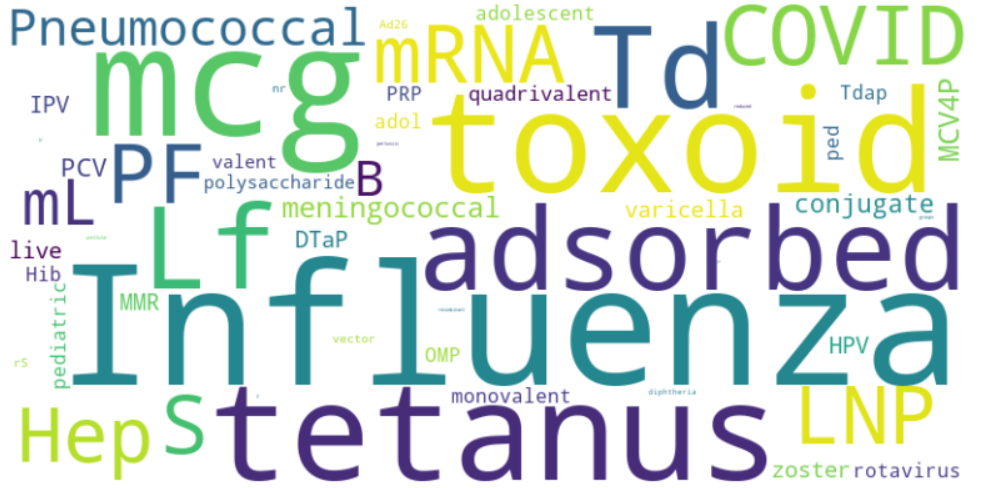 Pneumococcal
mcg
Ad26
adolescent
mRNA
Td
COVID
IPV
nr
PRP
quadrivalent
Tdap
MCV4P
adol
toxoid
ped
PCV
PF
valent
polysaccharide
B
mL
Lf
meningococcal
varicella
conjugate
live
Hib
DTaP
adsorbed
pediatric
MMR
Influenza
vector
OMP
HPV
rS
Hep
S
tetanus
monovalent
diphtheria
LNP
zoster
rotavirus